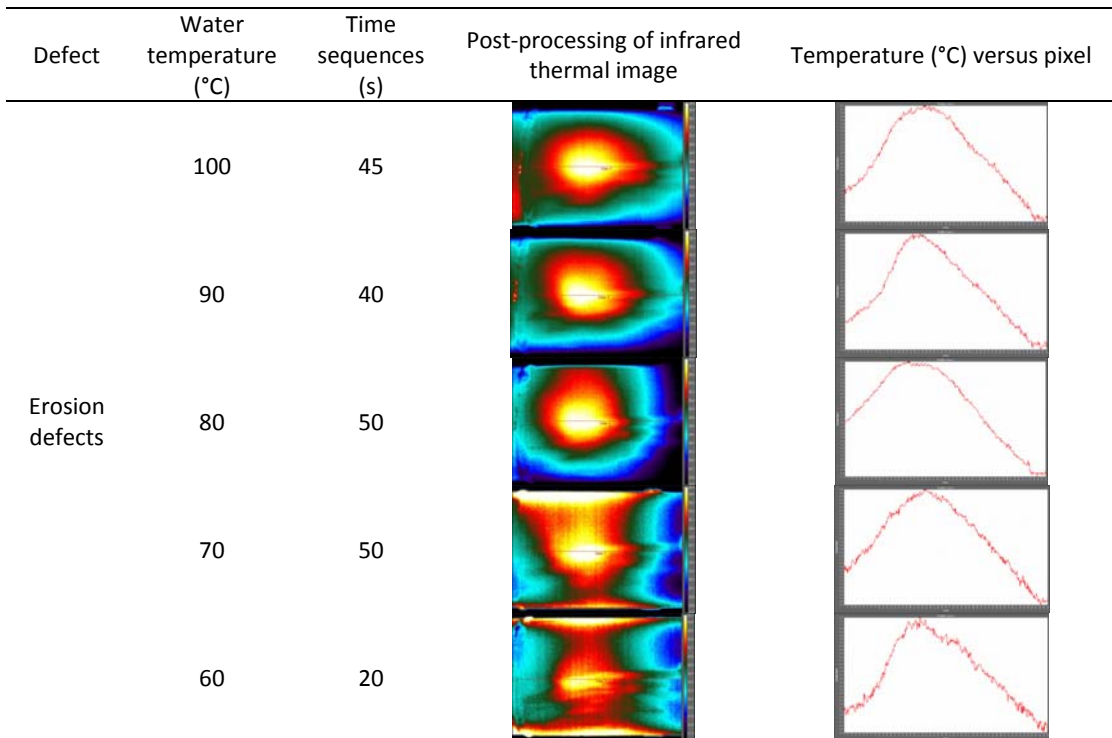 Defect
Water
temperature
(°C)
Time
sequences
(s)
Post-processing of infrared
thermal image
Temperature (°C) versus pixel
Erosion
defects
100
45
90
40
80
50
70
50
60
20